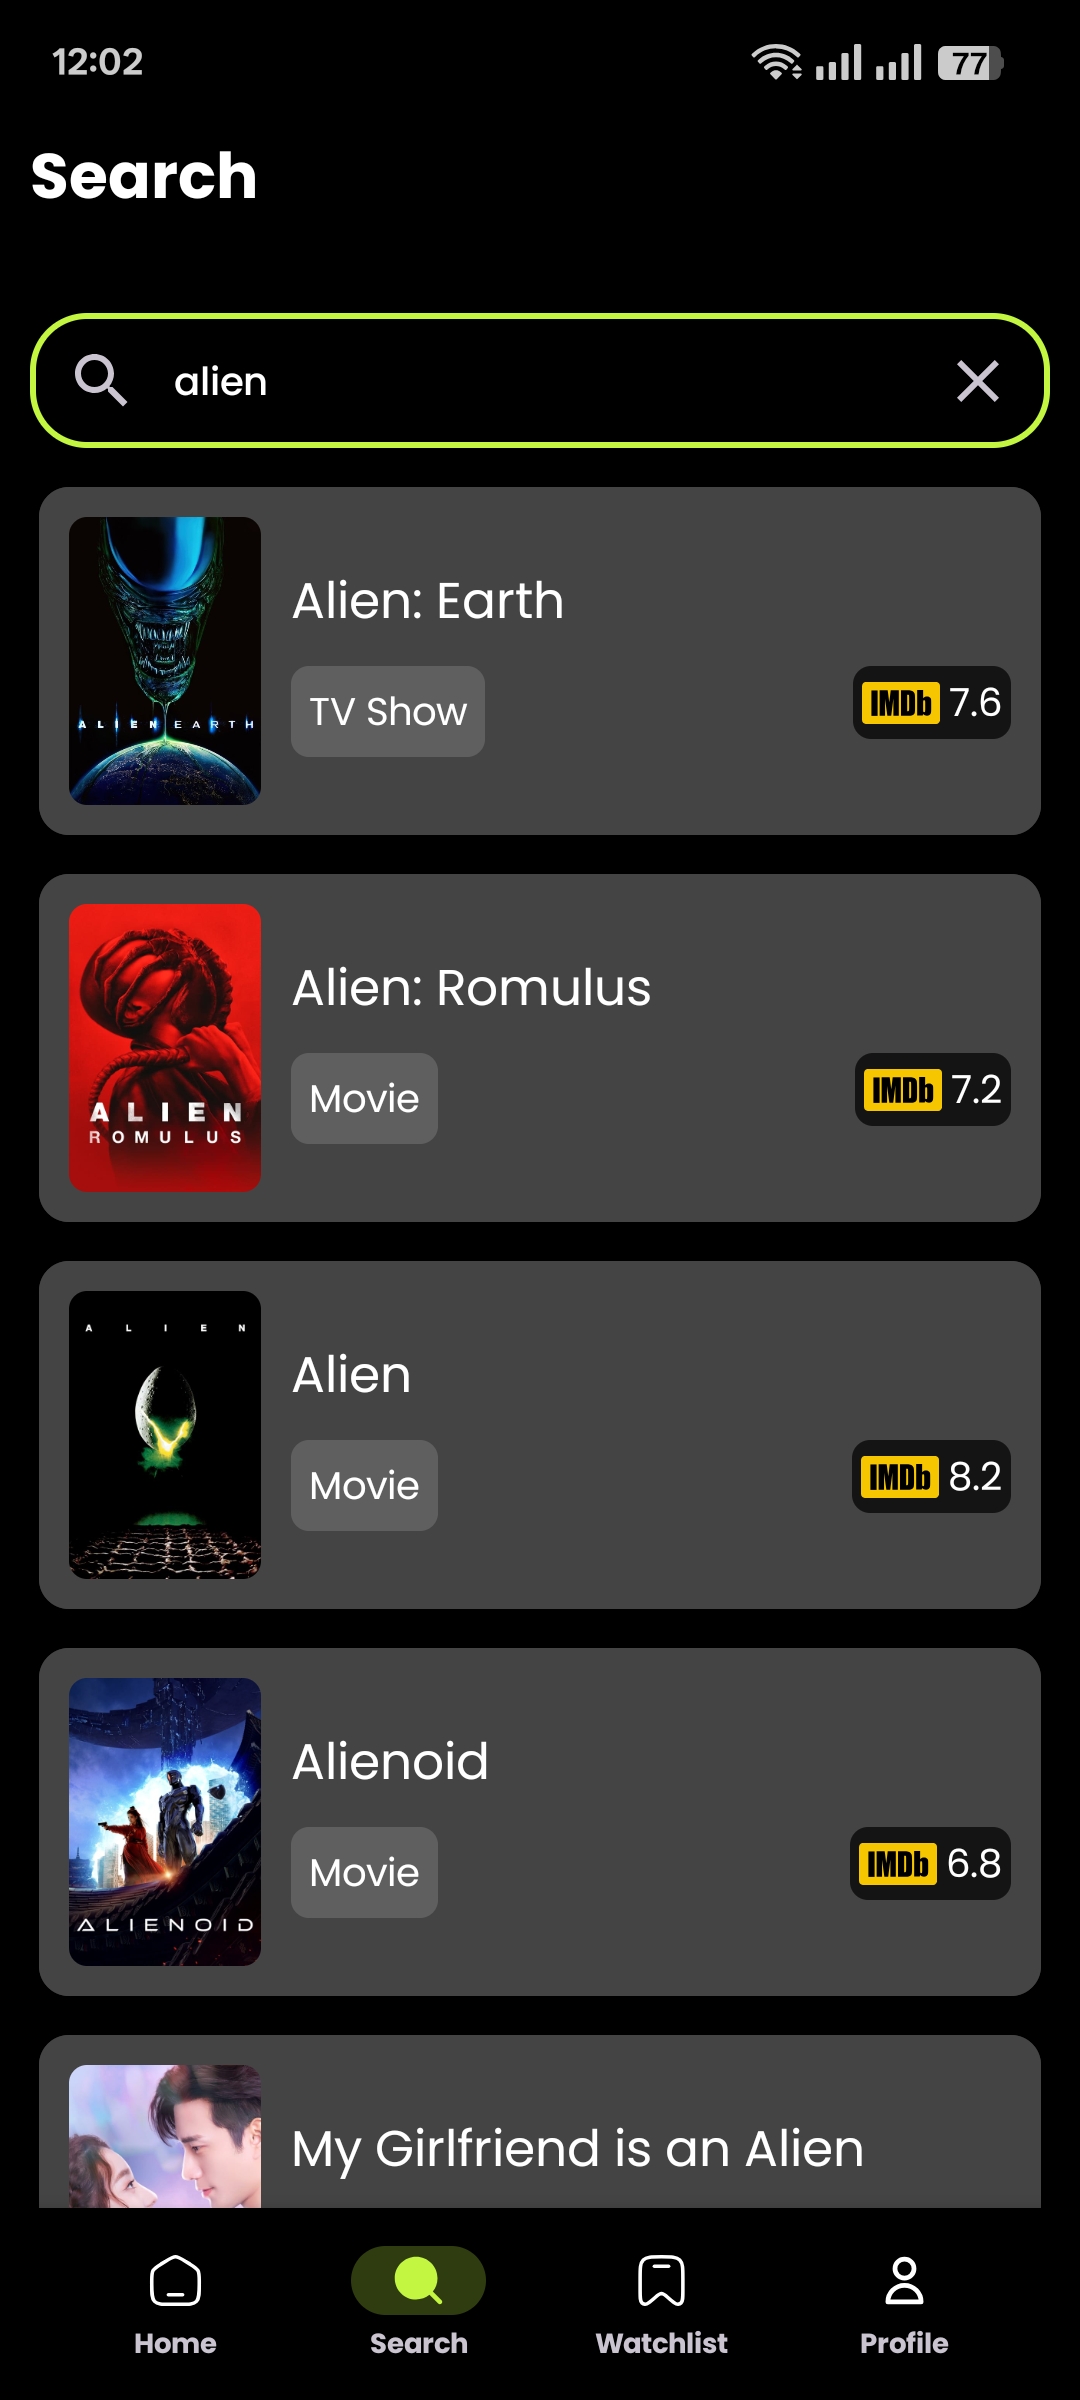 12:02
77
Search
alien
ALIEN EARTH
Alien: Earth
TV Show
IMDb 7.6
ALIEN
ROMULUS
Alien: Romulus
Movie
IMDb 7.2
ALIEN
Alien
Movie
IMDb 8.2
ALIENOID
Alienoid
Movie
IMDb 6.8
My Girlfriend is an Alien
Home
Search
Watchlist
Profile